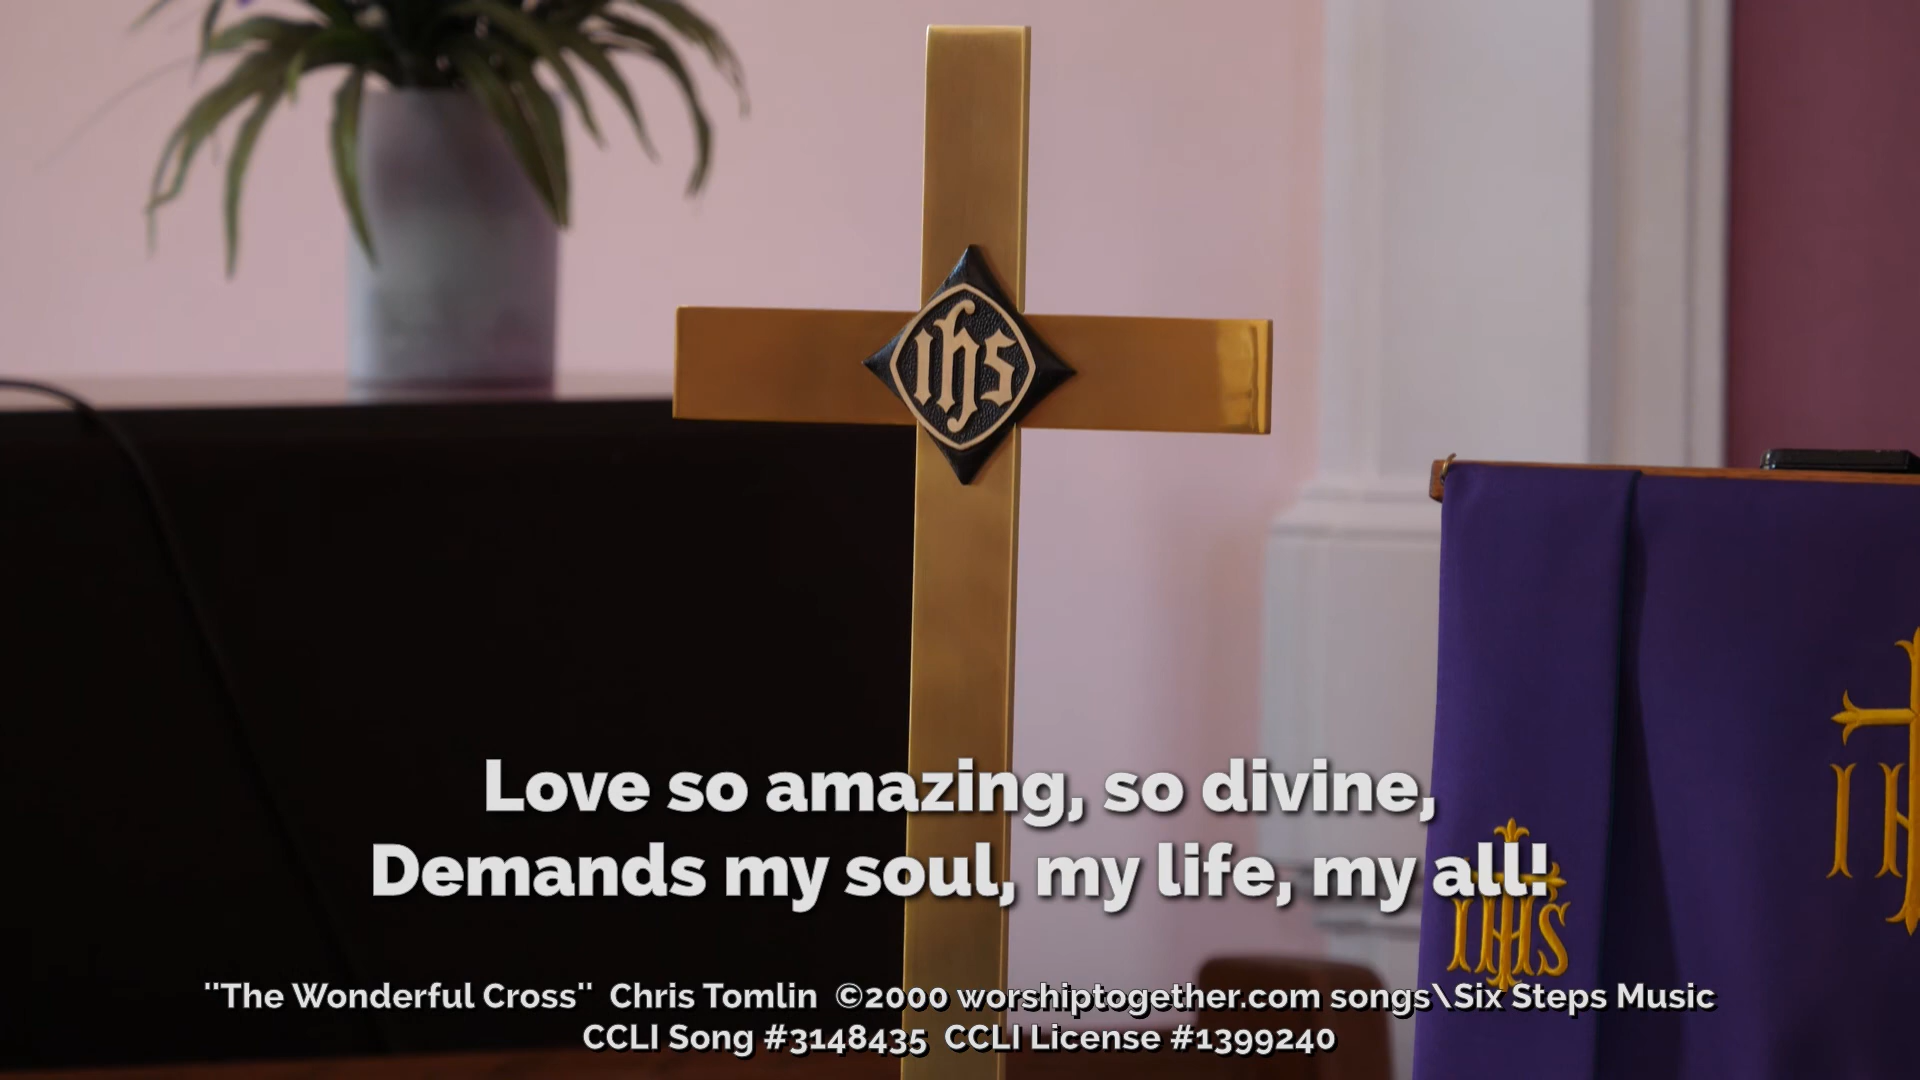 ihs
Love so amazing, so divine,
Demands my soul, my life, my all!
IHS
IH
"The Wonderful Cross" Chris Tomlin ©2000 worshiptogether.com songs\Six Steps Music
CCLI Song #3148435 CCLI License #1399240